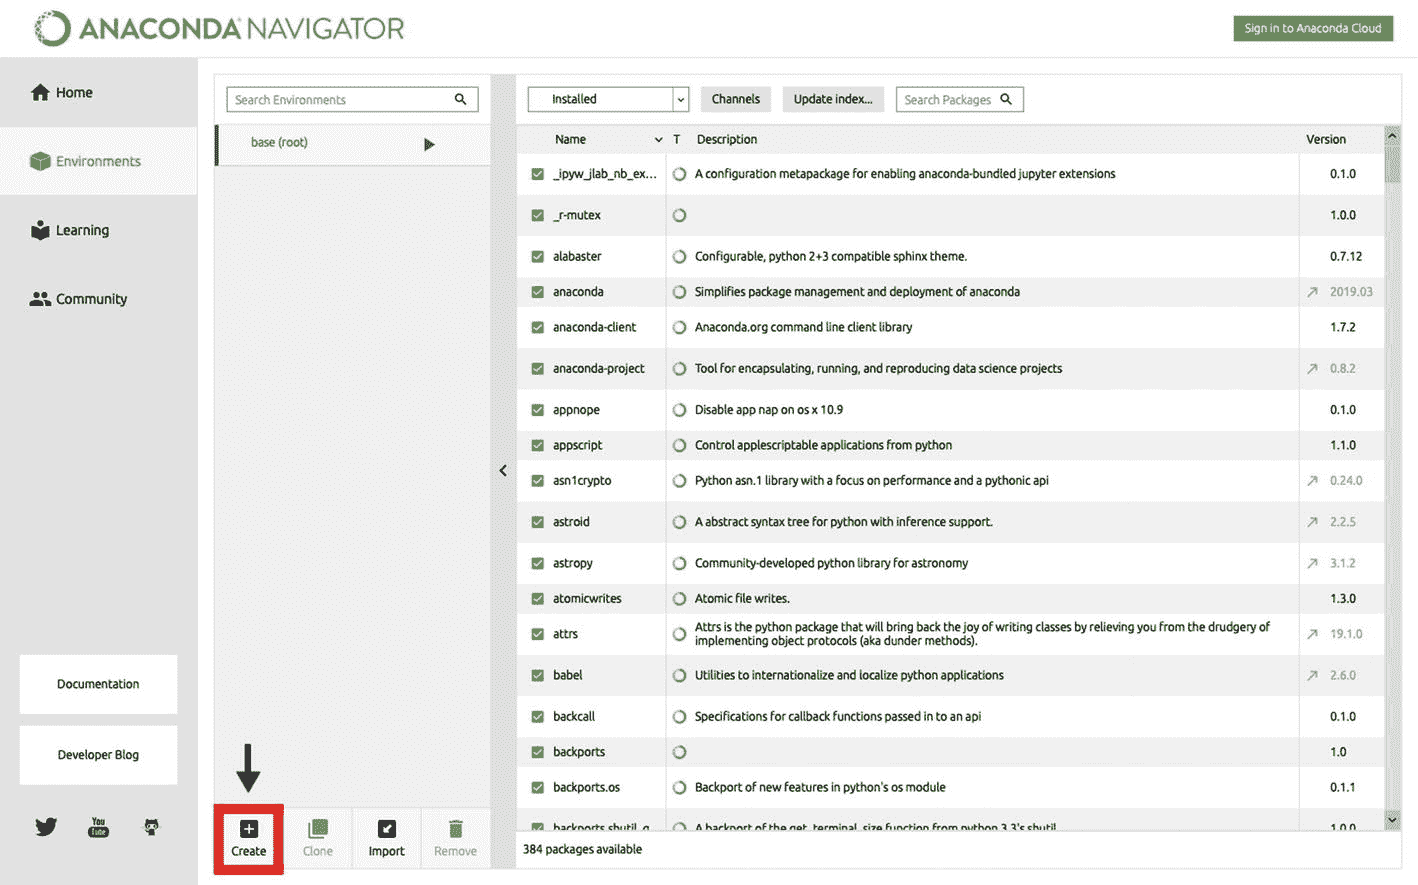 ANACONDA NAVIGATOR
Sign in to Anaconda Cloud
Home
Environments
Learning
Community
Documentation
Developer Blog
You
Tube
Search Environments
base (root)
Create
Clone
Import
Remove
Installed
Channels
Update index...
Search Packages
Name T Description Version
_ipyw_jlab_nb_ex... A configuration metapackage for enabling anaconda-bundled jupyter extensions 0.1.0
_r-mutex 1.0.0
alabaster Configurable, python 2+3 compatible sphinx theme. 0.7.12
anaconda Simplifies package management and deployment of anaconda 2019.03
anaconda-client Anaconda.org command line client library 1.7.2
anaconda-project Tool for encapsulating, running, and reproducing data science projects 0.8.2
appnope Disable app nap on os x 10.9 0.1.0
appscript Control applescriptable applications from python 1.1.0
asn1crypto Python asn.1 library with a focus on performance and a pythonic api 0.24.0
astroid A abstract syntax tree for python with inference support. 2.2.5
astropy Community-developed python library for astronomy 3.1.2
atomicwrites Atomic file writes. 1.3.0
attrs Attrs is the python package that will bring back the joy of writing classes by relieving you from the drudgery of 19.1.0
implementing object protocols (aka dunder methods).
babel Utilities to internationalize and localize python applications 2.6.0
backcall Specifications for callback functions passed in to an api 0.1.0
backports 1.0
backports.os Backport of new features in python's os module 0.1.1
backports.shutil_g... A backport of the get_terminal_size function from python 3.3's shutil. 1.0.0
384 packages available